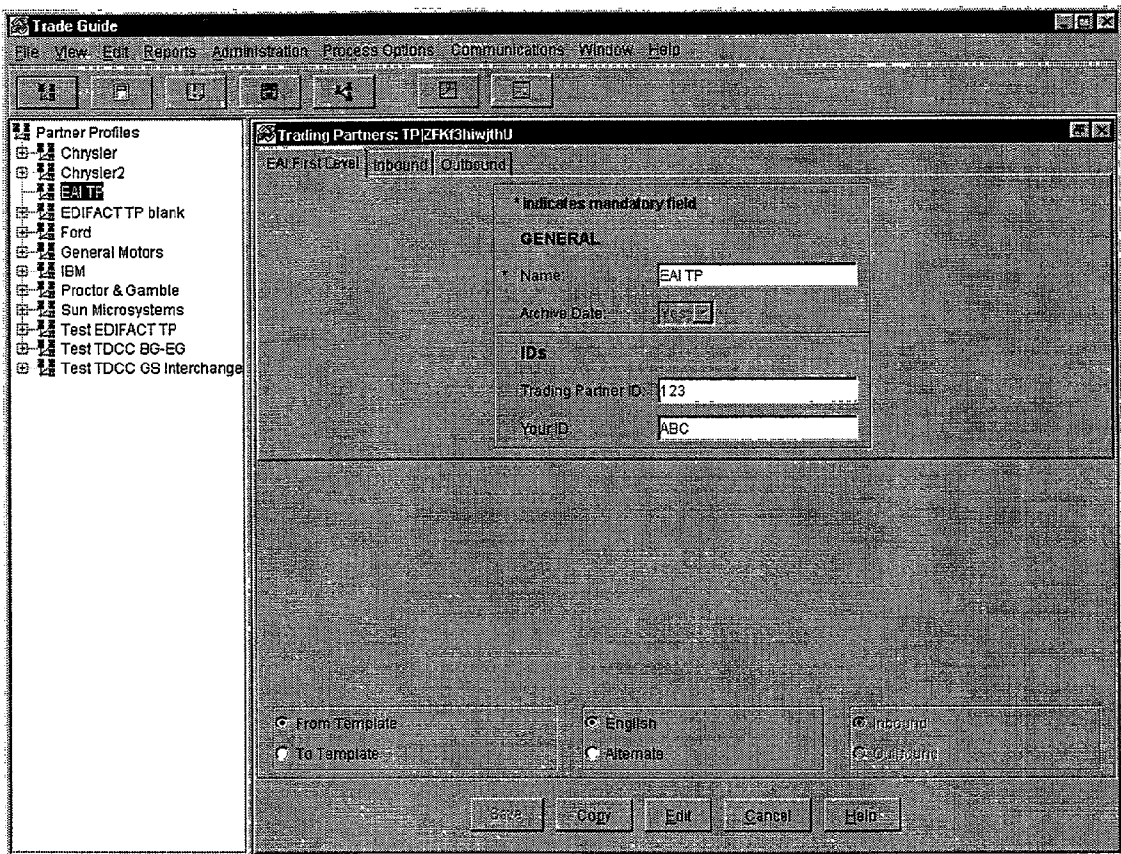 Trade Guide
File View Edit Reports Administration Process Options Communications Window Help
Partner Profiles
Chrysler
Chrysler2
EAI TP
EDIFACT TP blank
Ford
General Motors
IBM
Proctor & Gamble
Sun Microsystems
Test EDIFACT TP
Test TDCC BG-EG
Test TDCC GS Interchange
Trading Partners: TP|ZFKf3hiwjthU
EAI First Level Inbound Outbound
* indicates mandatory field
GENERAL
* Name: EAI TP
Archive Date: Yes
IDs
Trading Partner ID: 123
Your ID: ABC
From Template English Inbound
To Template Alternate Outbound
Save Copy Edit Cancel Help